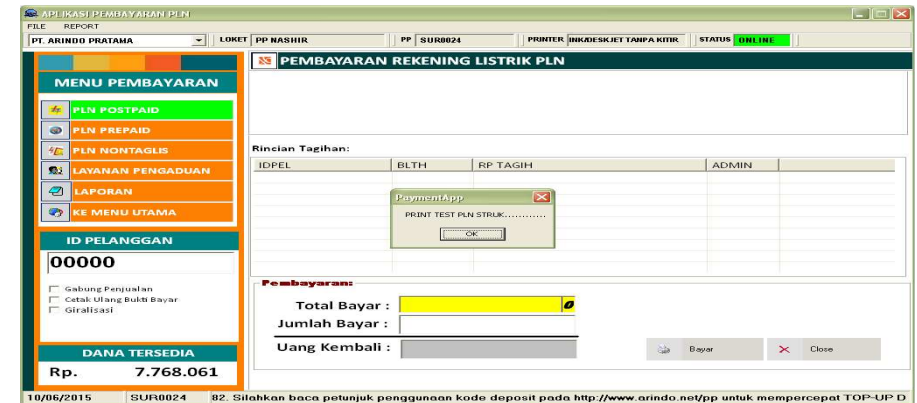 APLIKASI PEMBAYARAN PLN
FILE REPORT
PT. ARINDO PRATAMA LOKET PP NASHIR PP SUR0024 PRINTER INK/DESKJET TANPA KITIR STATUS ONLINE
PEMBAYARAN REKENING LISTRIK PLN
MENU PEMBAYARAN
PLN POSTPAID
PLN PREPAID
PLN NONTAGLIS
LAYANAN PENGADUAN
LAPORAN
KE MENU UTAMA
ID PELANGGAN
00000
Gabung Penjualan
Cetak Ulang Bukti Bayar
Giralisasi
DANA TERSEDIA
Rp. 7.768.061
Rincian Tagihan:
IDPEL BLTH RP TAGIH ADMIN
PaymentApp
PRINT TEST PLN STRUK............
OK
Pembayaran:
Total Bayar : 0
Jumlah Bayar :
Uang Kembali :
Bayar Close
10/06/2015 SUR0024 82. Silahkan baca petunjuk penggunaan kode deposit pada http://www.arindo.net/pp untuk mempercepat TOP-UP D